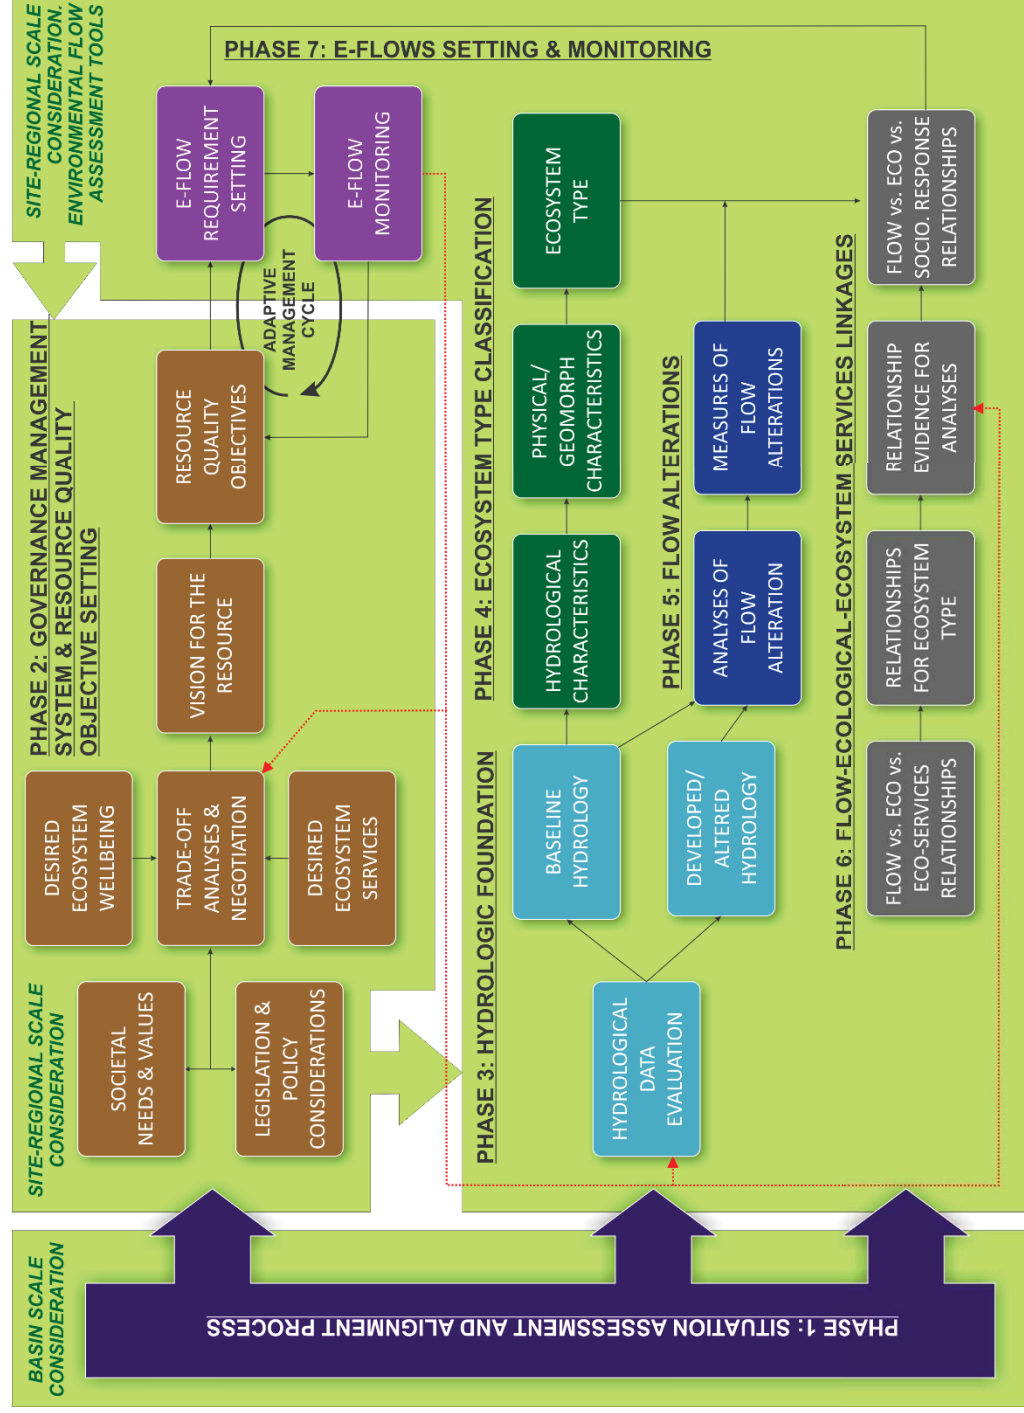 BASIN SCALE
CONSIDERATION
PHASE 1: SITUATION ASSESSMENT AND ALIGNMENT PROCESS
SITE-REGIONAL SCALE
CONSIDERATION
PHASE 2: GOVERNANCE MANAGEMENT
SYSTEM & RESOURCE QUALITY
OBJECTIVE SETTING
SOCIETAL
NEEDS & VALUES
LEGISLATION &
POLICY
CONSIDERATIONS
DESIRED
ECOSYSTEM
WELLBEING
TRADE-OFF
ANALYSES &
NEGOTIATION
DESIRED
ECOSYSTEM
SERVICES
VISION FOR THE
RESOURCE
RESOURCE
QUALITY
OBJECTIVES
SITE-REGIONAL SCALE
CONSIDERATION.
ENVIRONMENTAL FLOW
ASSESSMENT TOOLS
E-FLOW
REQUIREMENT
SETTING
E-FLOW
MONITORING
ADAPTIVE
MANAGEMENT
CYCLE
PHASE 7: E-FLOWS SETTING & MONITORING
PHASE 3: HYDROLOGIC FOUNDATION
HYDROLOGICAL
DATA
EVALUATION
BASELINE
HYDROLOGY
DEVELOPED/
ALTERED
HYDROLOGY
PHASE 4: ECOSYSTEM TYPE CLASSIFICATION
HYDROLOGICAL
CHARACTERISTICS
PHYSICAL/
GEOMORPH
CHARACTERISTICS
ECOSYSTEM
TYPE
PHASE 5: FLOW ALTERATIONS
ANALYSES OF
FLOW
ALTERATION
MEASURES OF
FLOW
ALTERATIONS
PHASE 6: FLOW-ECOLOGICAL-ECOSYSTEM SERVICES LINKAGES
FLOW vs. ECO vs.
ECO-SERVICES
RELATIONSHIPS
RELATIONSHIPS
FOR ECOSYSTEM
TYPE
RELATIONSHIP
EVIDENCE FOR
ANALYSES
FLOW vs. ECO vs.
SOCIO. RESPONSE
RELATIONSHIPS